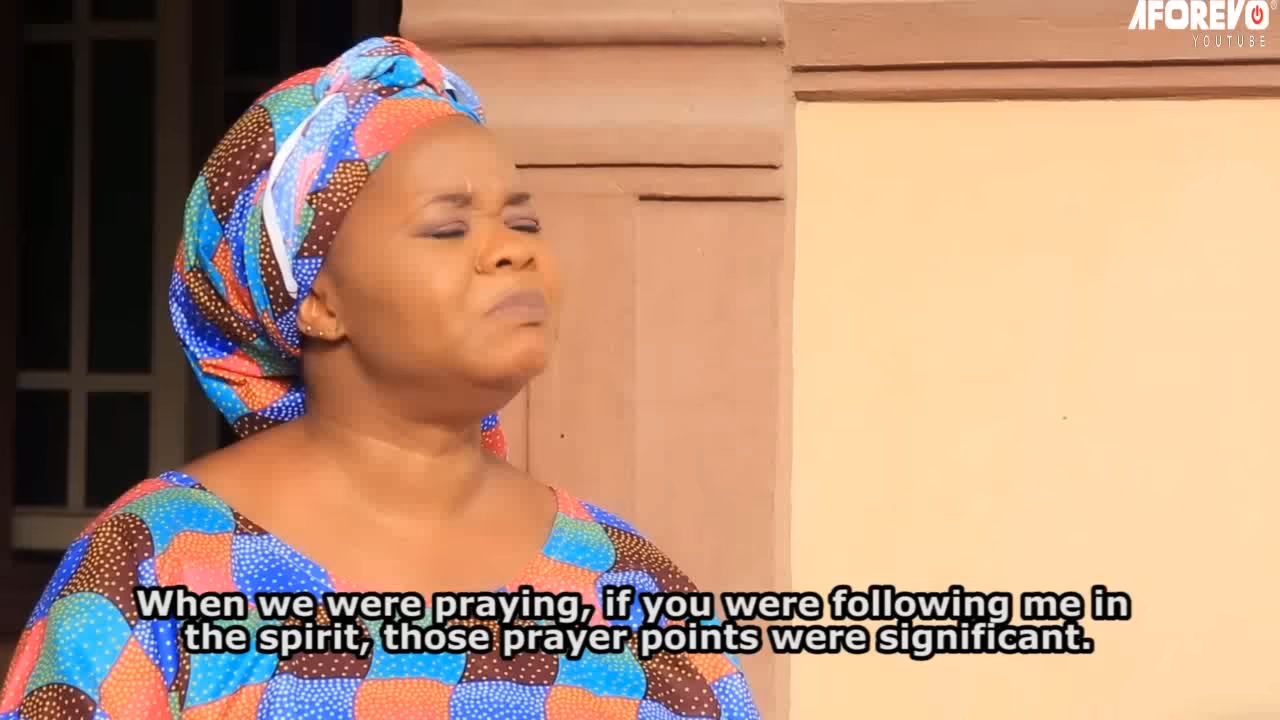 AFOREVO
YOUTUBE
When we were praying, if you were following me in
the spirit, those prayer points were significant.